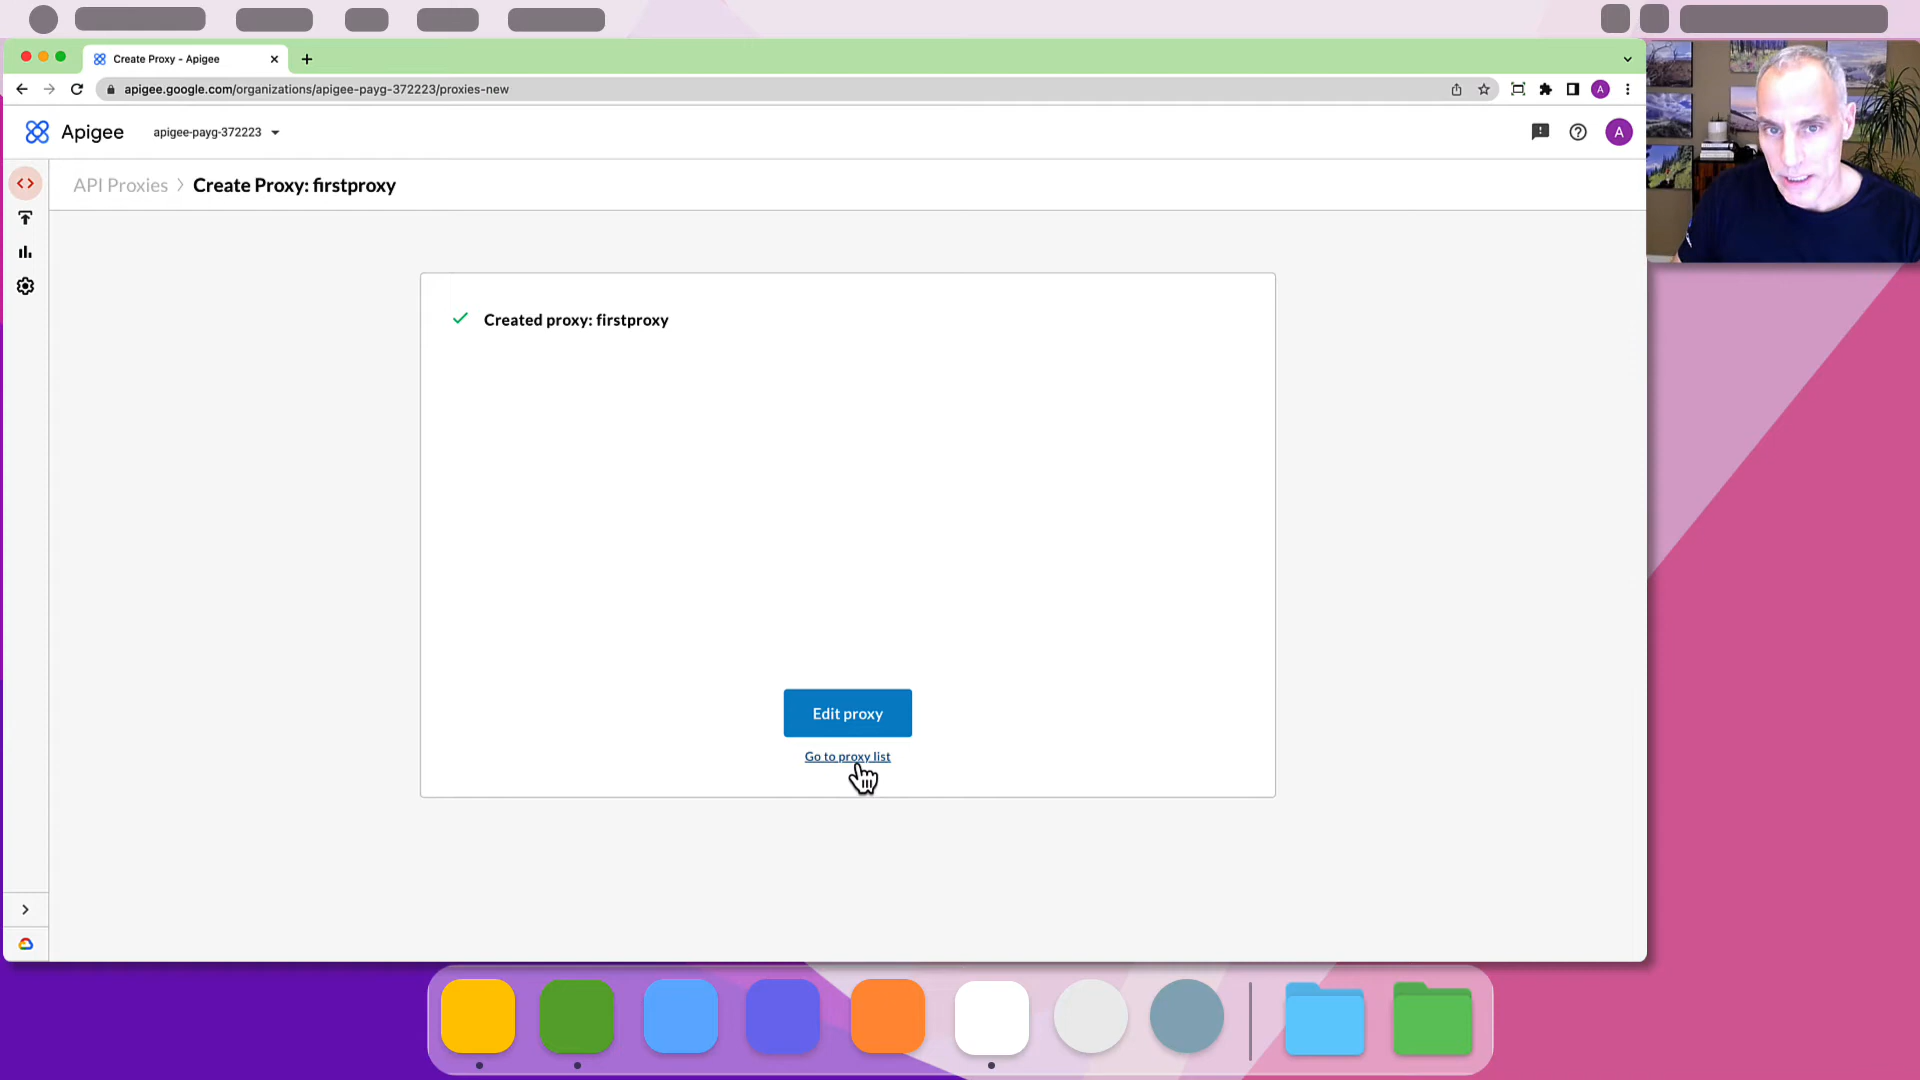 Create Proxy - Apigee
apigee.google.com/organizations/apigee-payg-372223/proxies-new
A
Apigee
apigee-payg-372223
A
API Proxies > Create Proxy: firstproxy
Created proxy: firstproxy
Edit proxy
Go to proxy list